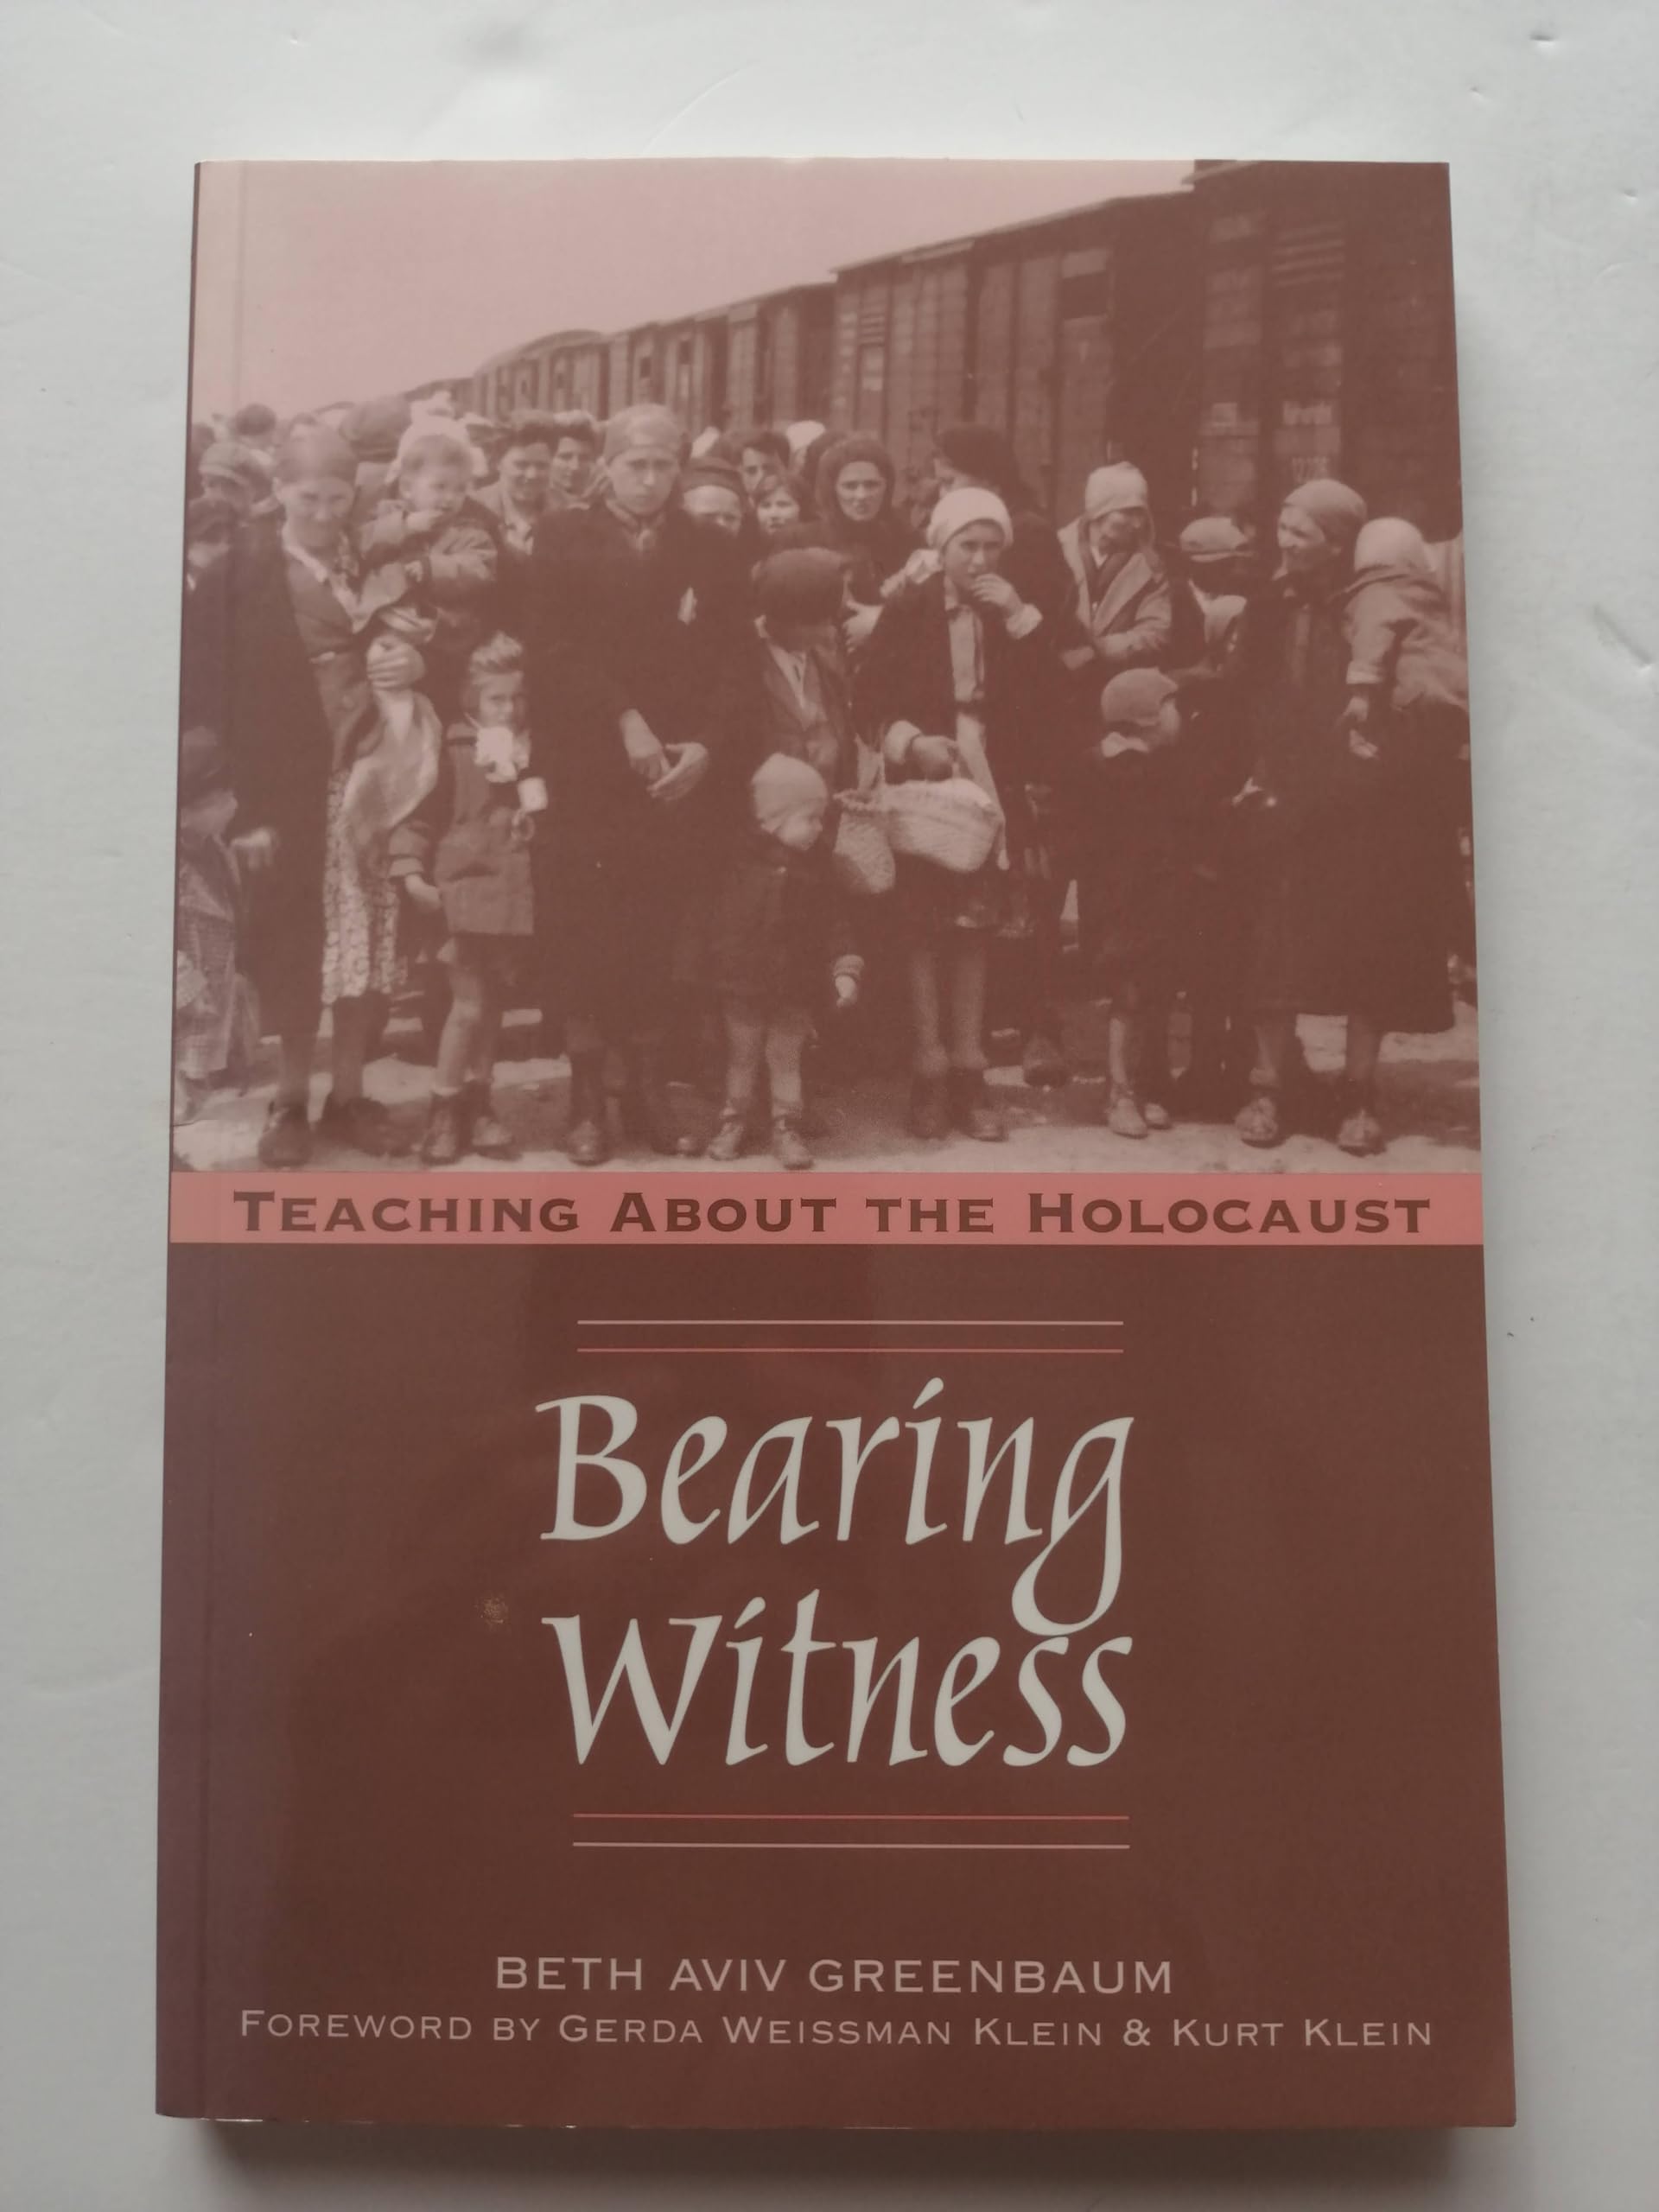 TEACHING ABOUT THE HOLOCAUST
Bearing
Witness
BETH AVIV GREENBAUM
FOREWORD BY GERDA WEISSMAN KLEIN & KURT KLEIN